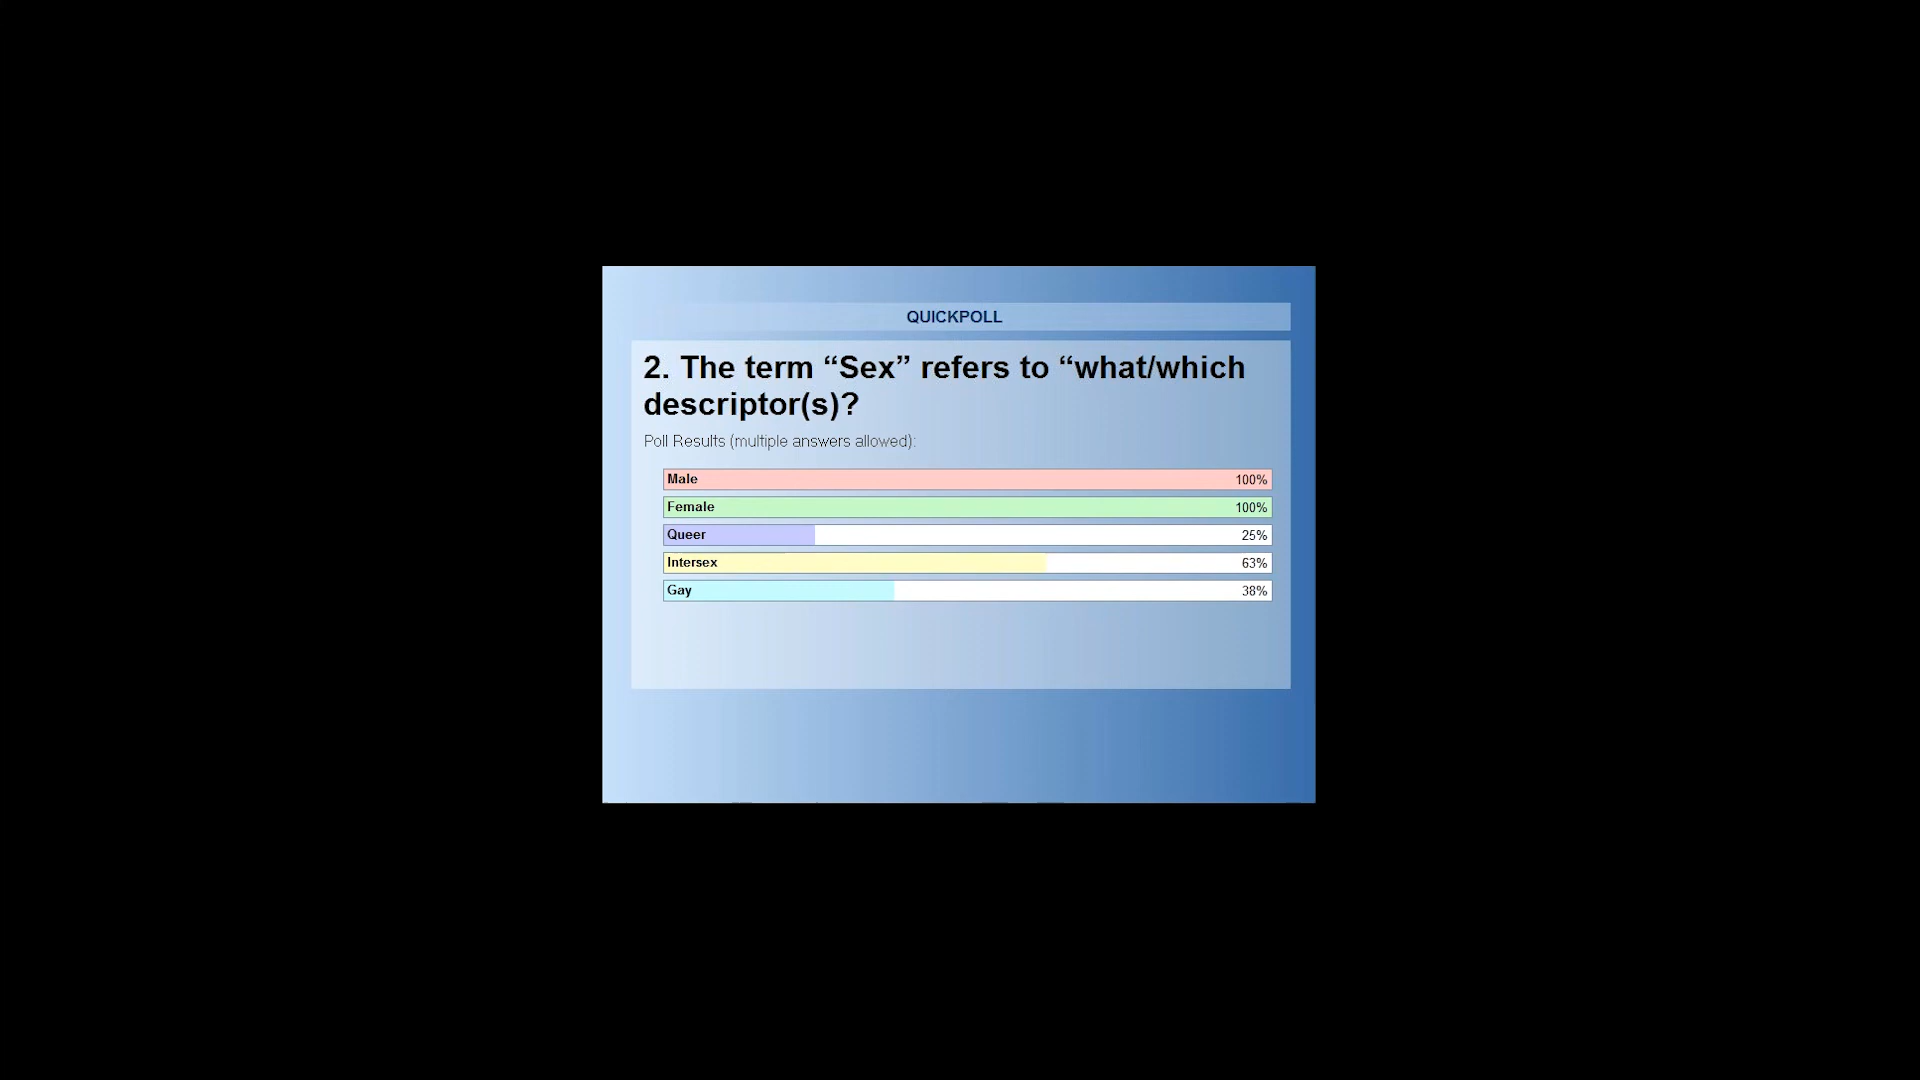 QUICKPOLL
2. The term “Sex” refers to “what/which
descriptor(s)?
Poll Results (multiple answers allowed):
Male 100%
Female 100%
Queer 25%
Intersex 63%
Gay 38%